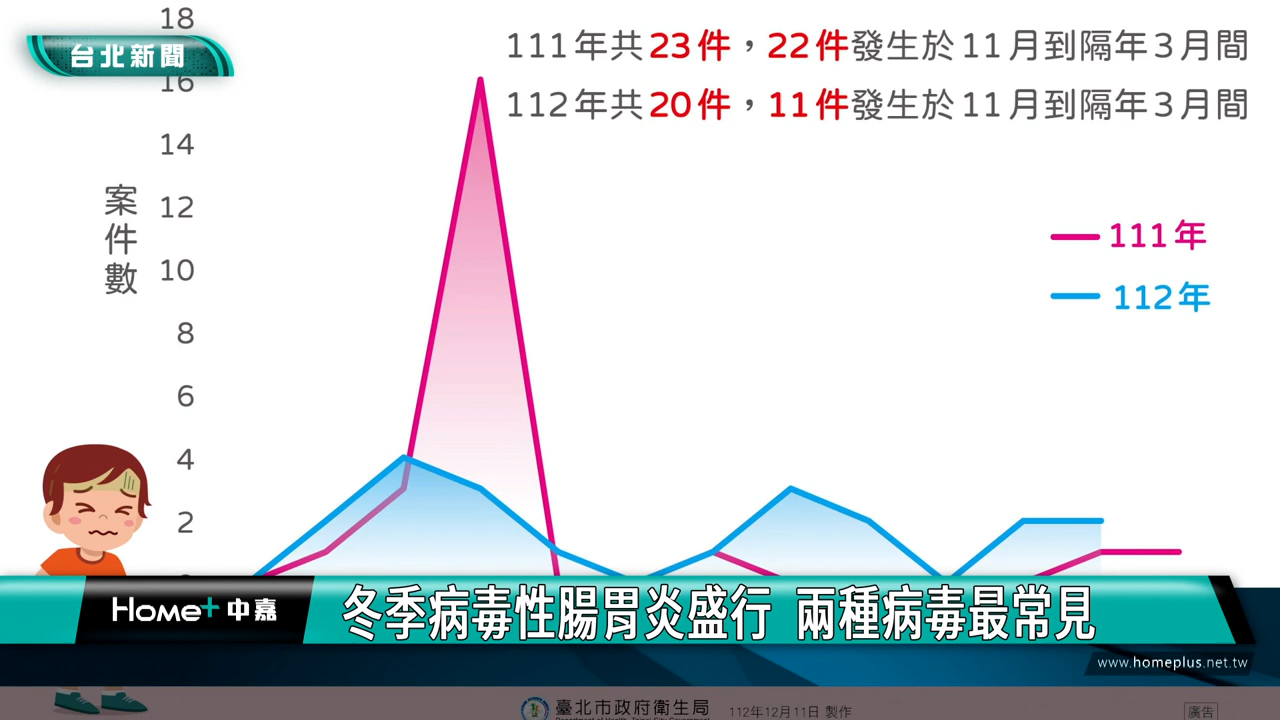 18
台北新聞
16
14
12
10
8
6
4
2
案件數
111年共23件，22件發生於11月到隔年3月間
112年共20件，11件發生於11月到隔年3月間
111年
112年
Home+中嘉
冬季病毒性腸胃炎盛行 兩種病毒最常見
www.homeplus.net.tw
臺北市政府衛生局
112年12月11日 製作
廣告